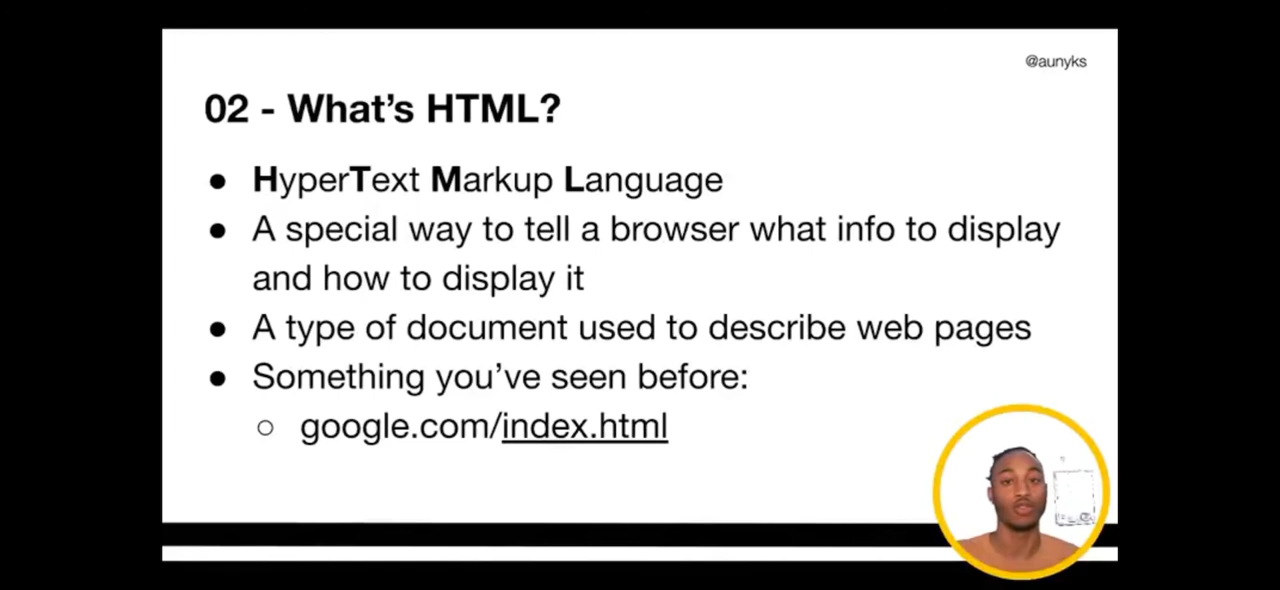 @aunyks
02 - What’s HTML?
● HyperText Markup Language
● A special way to tell a browser what info to display
and how to display it
● A type of document used to describe web pages
● Something you’ve seen before:
○ google.com/index.html